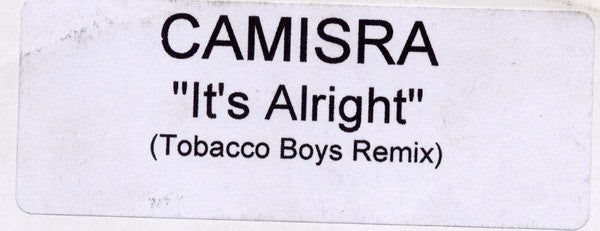 CAMISRA
"It's Alright"
(Tobacco Boys Remix)